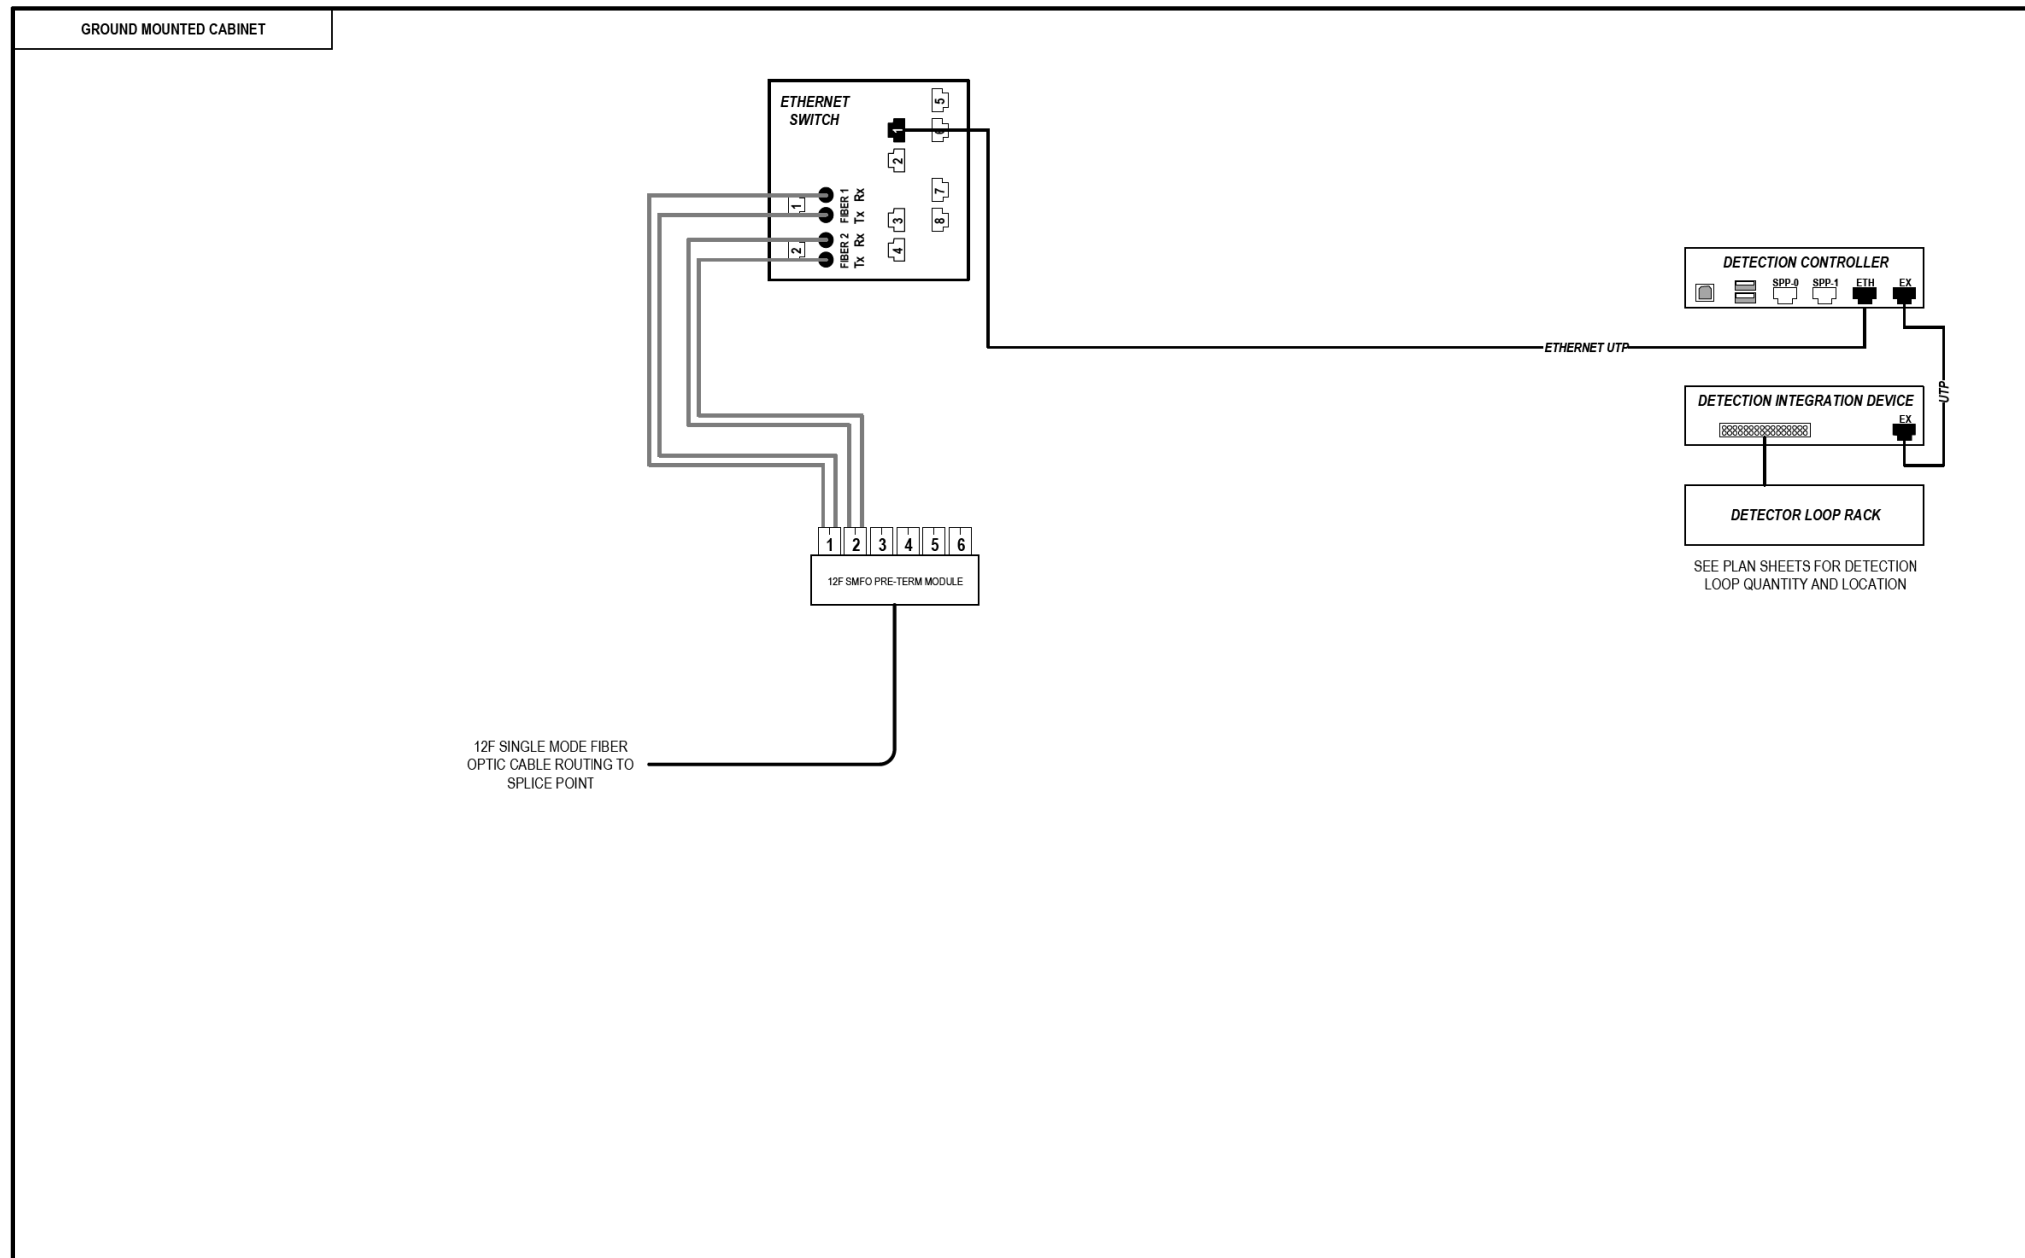 GROUND MOUNTED CABINET
ETHERNET
SWITCH
5
1
6
2
7
3
8
4
1
2
FIBER 1
Rx
Tx
FIBER 2
Rx
Tx
DETECTION CONTROLLER
SPP-0 SPP-1 ETH EX
ETHERNET UTP
UTP
DETECTION INTEGRATION DEVICE
EX
DETECTOR LOOP RACK
SEE PLAN SHEETS FOR DETECTION
LOOP QUANTITY AND LOCATION
1 2 3 4 5 6
12F SMFO PRE-TERM MODULE
12F SINGLE MODE FIBER
OPTIC CABLE ROUTING TO
SPLICE POINT